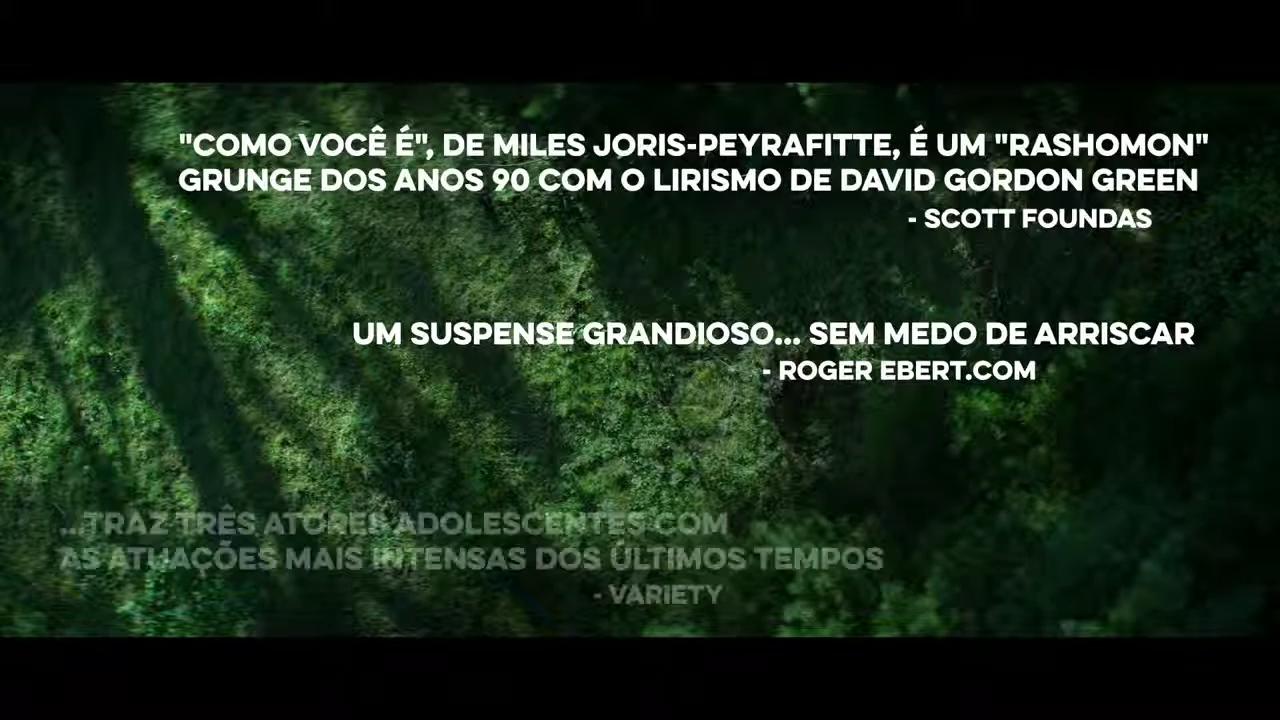 "COMO VOCÊ É", DE MILES JORIS-PEYRAFITTE, É UM "RASHOMON"
GRUNGE DOS ANOS 90 COM O LIRISMO DE DAVID GORDON GREEN
- SCOTT FOUNDAS
UM SUSPENSE GRANDIOSO... SEM MEDO DE ARRISCAR
- ROGER EBERT.COM
...TRAZ TRÊS ATORES ADOLESCENTES COM
AS ATUAÇÕES MAIS INTENSAS DOS ÚLTIMOS TEMPOS
- VARIETY